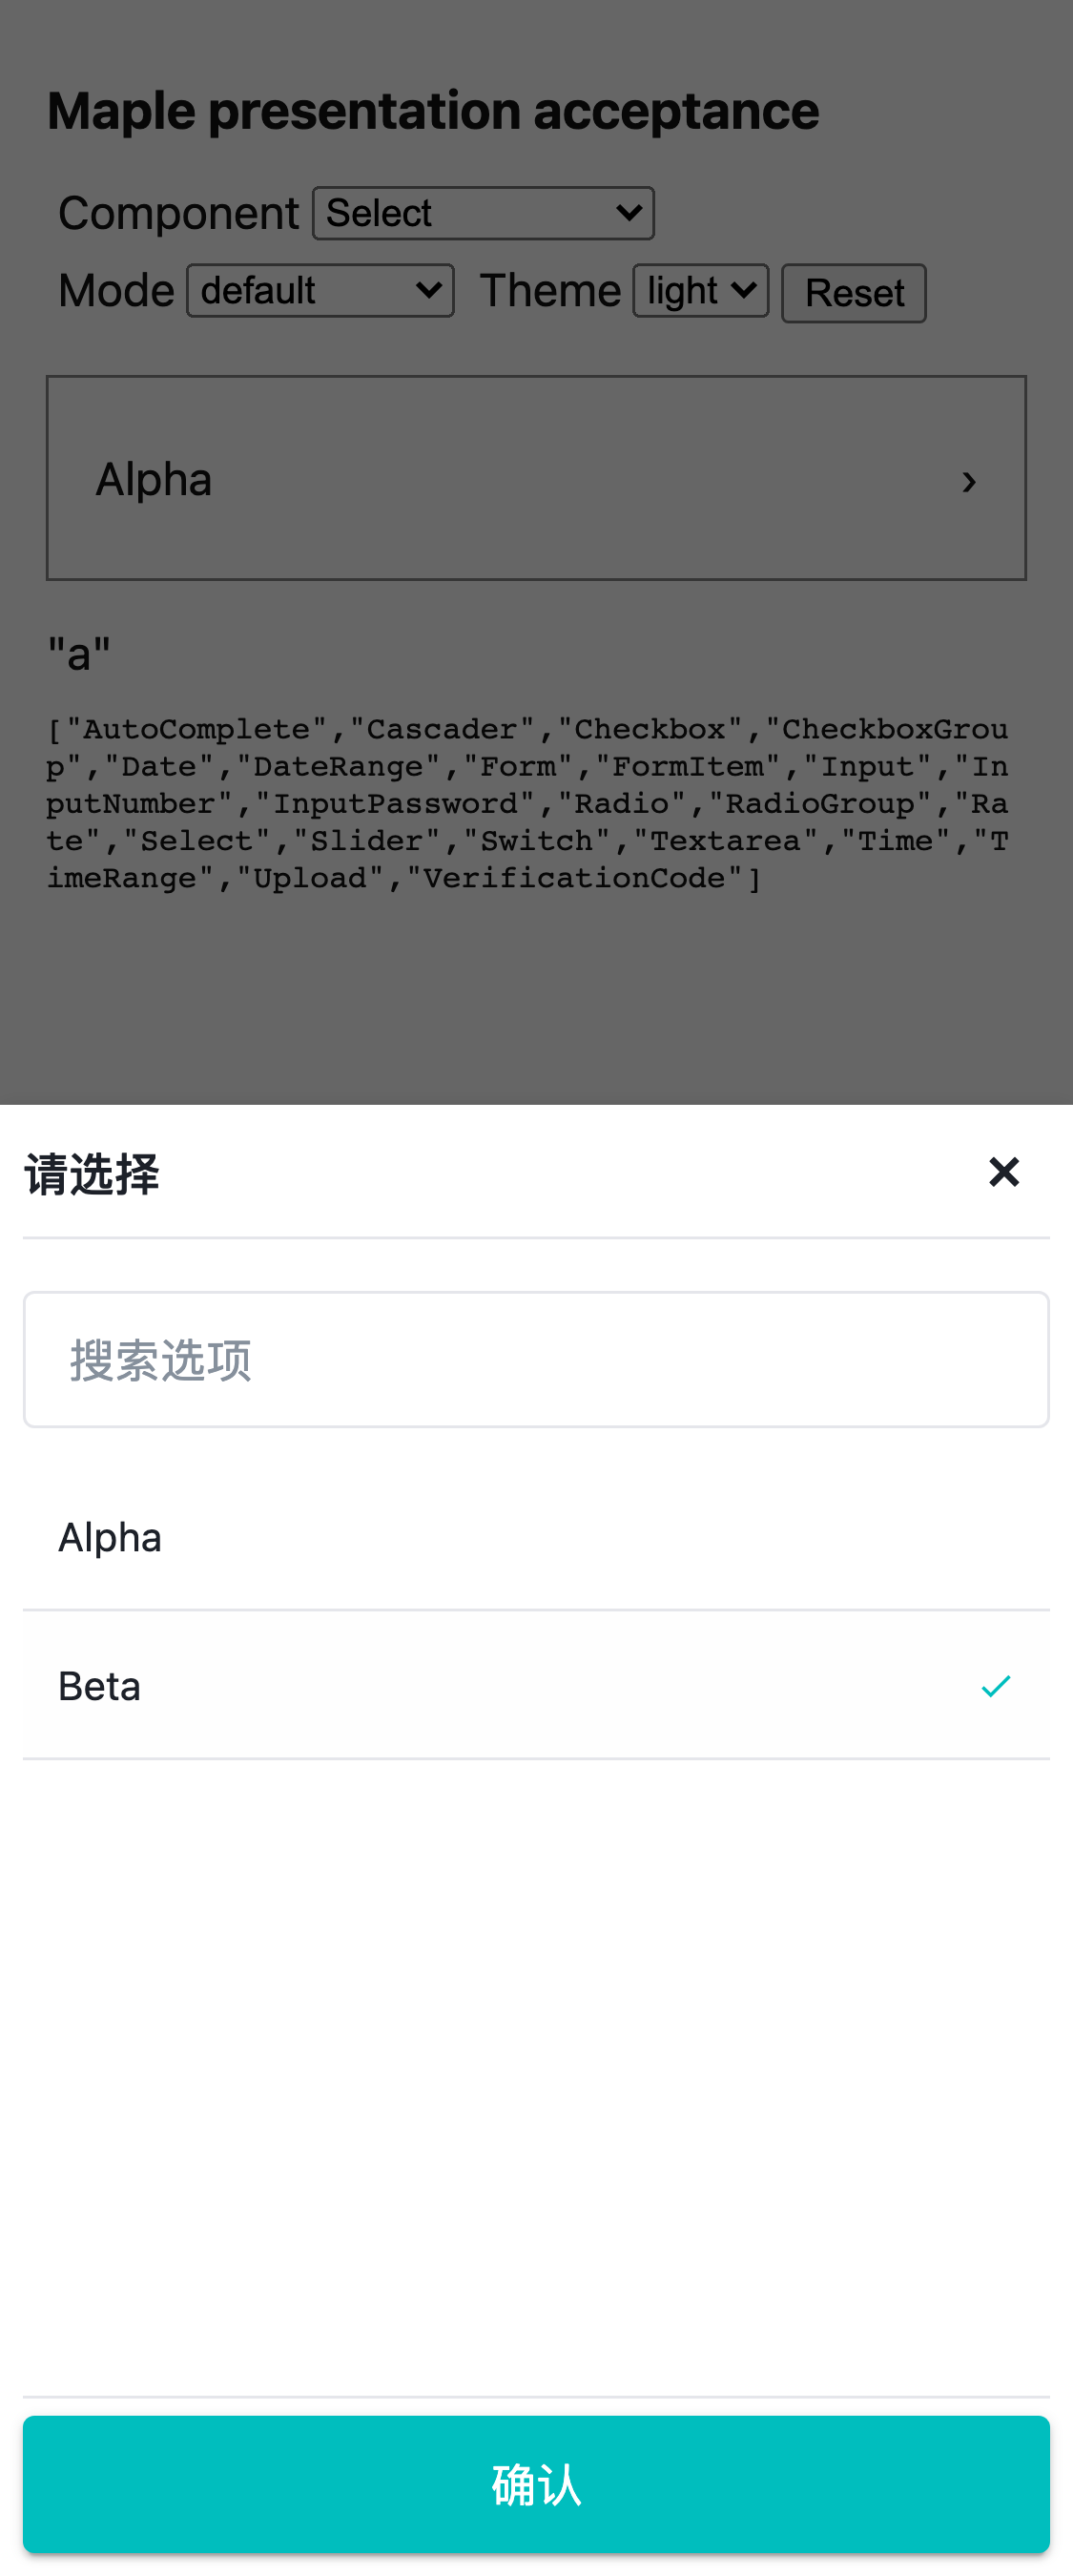 Maple presentation acceptance
Component Select
Mode default Theme light Reset
Alpha ›
"a"
["AutoComplete","Cascader","Checkbox","CheckboxGrou
p","Date","DateRange","Form","FormItem","Input","In
putNumber","InputPassword","Radio","RadioGroup","Ra
te","Select","Slider","Switch","Textarea","Time","T
imeRange","Upload","VerificationCode"]
请选择
搜索选项
Alpha
Beta
确认